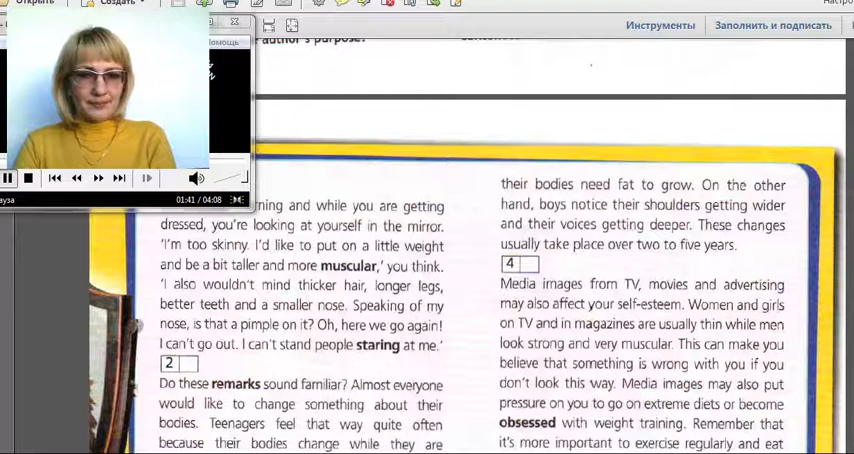 Открыть
Создать
Настро
Помощь
Инструменты
Заполнить и подписать
author's purpose?
ауза
01:41 / 04:08
rning and while you are getting
dressed, you're looking at yourself in the mirror.
'I'm too skinny. I'd like to put on a little weight
and be a bit taller and more muscular,' you think.
'I also wouldn't mind thicker hair, longer legs,
better teeth and a smaller nose. Speaking of my
nose, is that a pimple on it? Oh, here we go again!
I can't go out. I can't stand people staring at me.'
2
Do these remarks sound familiar? Almost everyone
would like to change something about their
bodies. Teenagers feel that way quite often
because their bodies change while they are
their bodies need fat to grow. On the other
hand, boys notice their shoulders getting wider
and their voices getting deeper. These changes
usually take place over two to five years.
4
Media images from TV, movies and advertising
may also affect your self-esteem. Women and girls
on TV and in magazines are usually thin while men
look strong and very muscular. This can make you
believe that something is wrong with you if you
don't look this way. Media images may also put
pressure on you to go on extreme diets or become
obsessed with weight training. Remember that
it's more important to exercise regularly and eat